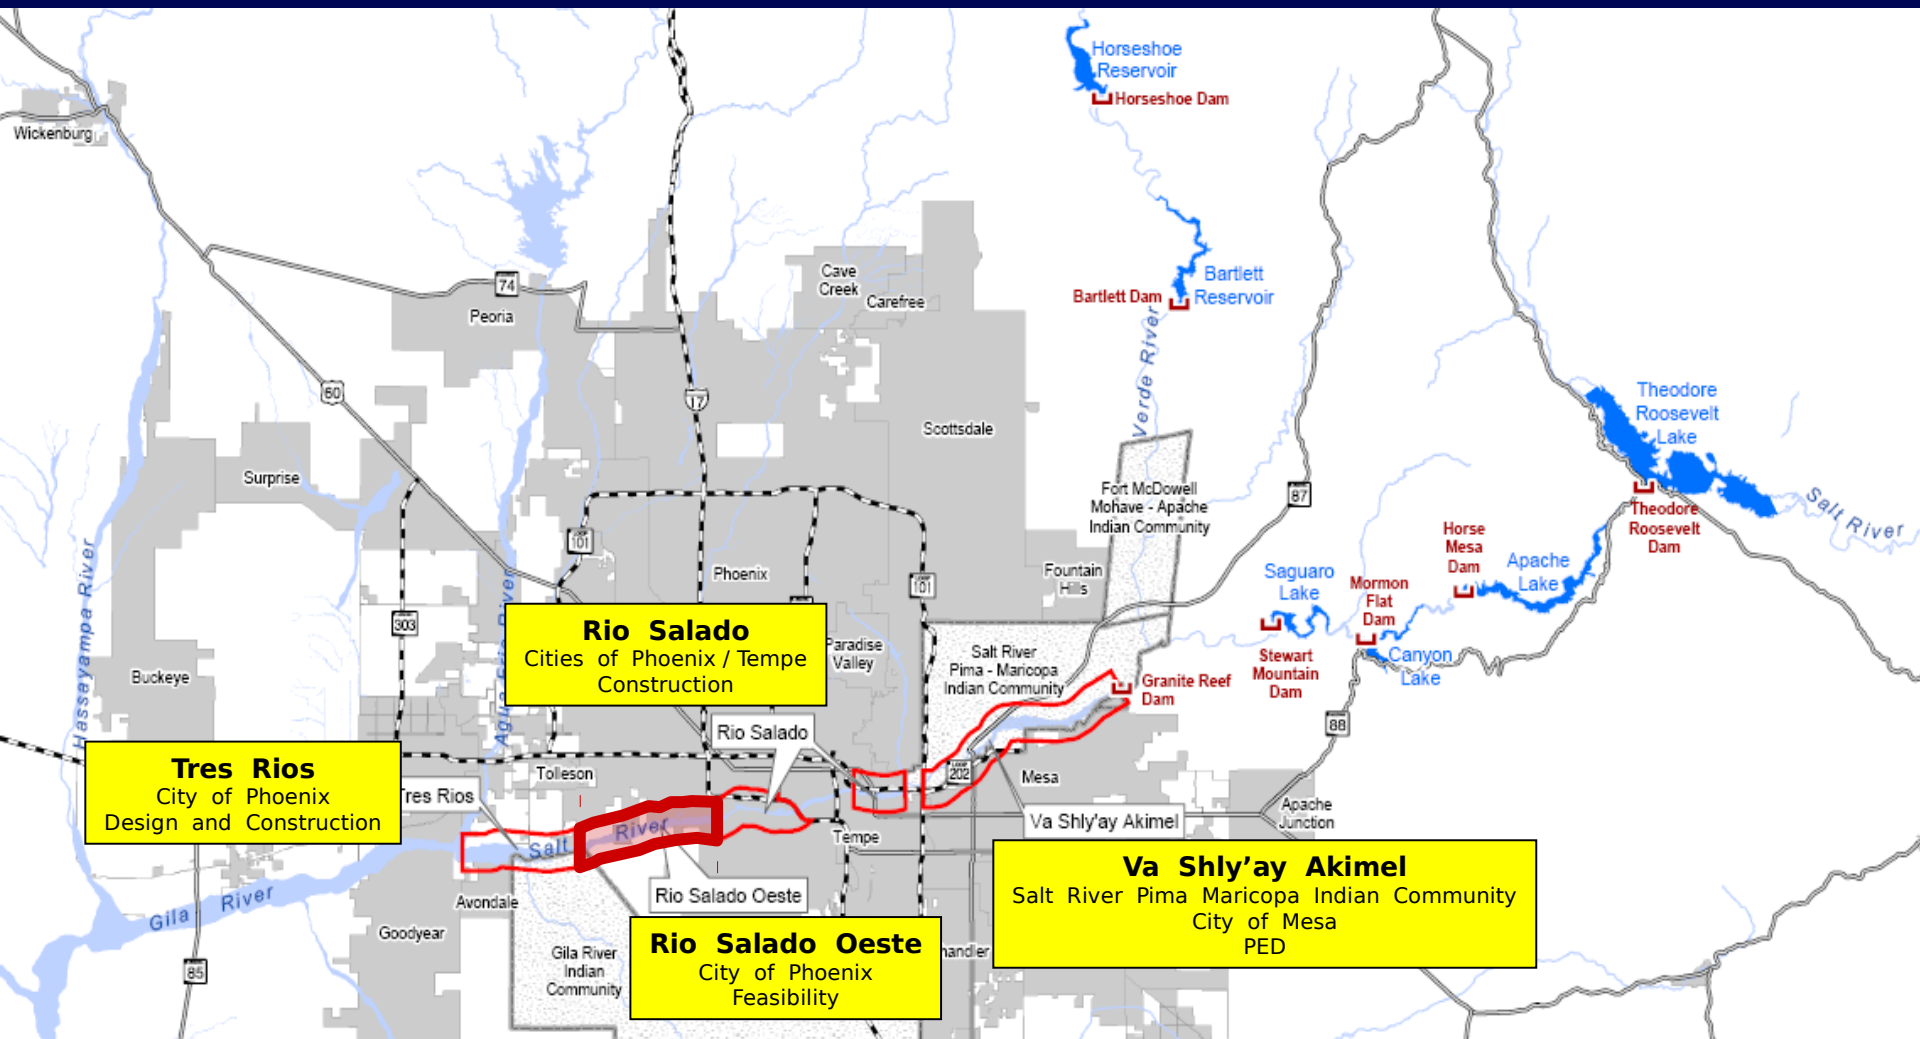 Horseshoe
Reservoir
Horseshoe Dam
Wickenburg
74
Peoria
Cave
Creek
Carefree
Bartlett Dam
Bartlett
Reservoir
Verde River
60
17
Scottsdale
Theodore
Roosevelt
Lake
Surprise
Fort McDowell
Mohave - Apache
Indian Community
87
Theodore
Roosevelt
Dam
Salt River
LOOP
101
Phoenix
LOOP
101
Fountain
Hills
Horse
Mesa
Dam
Apache
Lake
Saguaro
Lake
Mormon
Flat
Dam
Hassayampa River
Agua Fria River
303
Rio Salado
Cities of Phoenix / Tempe
Construction
Paradise
Valley
Salt River
Pima - Maricopa
Indian Community
Stewart
Mountain
Dam
Canyon
Lake
Buckeye
Granite Reef
Dam
88
Rio Salado
Tres Rios
City of Phoenix
Design and Construction
Tolleson
LOOP
202
Mesa
Tres Rios
Apache
Junction
Salt River
Tempe
Va Shly'ay Akimel
Va Shly’ay Akimel
Salt River Pima Maricopa Indian Community
City of Mesa
PED
Rio Salado Oeste
Avondale
Gila River
Goodyear
Rio Salado Oeste
City of Phoenix
Feasibility
handler
Gila River
Indian
Community
85